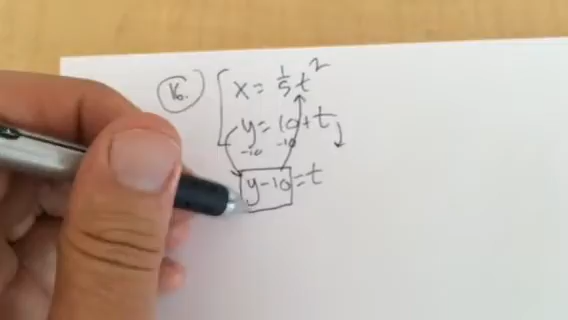 16.
x = 1/5 t²
y = 10 + t
-10 -10
y-10 = t